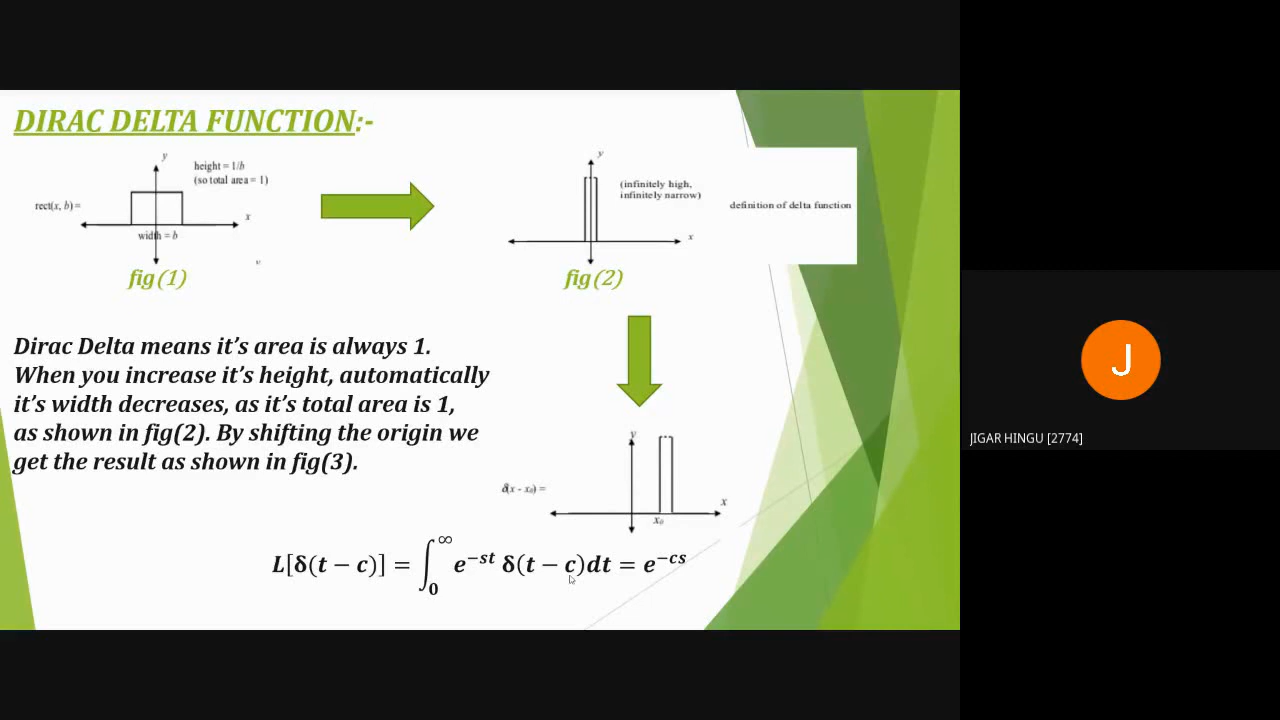 DIRAC DELTA FUNCTION:-
y
height = 1/b
(so total area = 1)
rect(x, b) =
x
width = b
fig(1)
y
(infinitely high,
infinitely narrow)
definition of delta function
x
fig(2)
Dirac Delta means it's area is always 1.
When you increase it's height, automatically
it's width decreases, as it's total area is 1,
as shown in fig(2). By shifting the origin we
get the result as shown in fig(3).
y
δ(x - x₀) =
x
x₀
L[δ(t − c)] = ∫₀^∞ e^−st δ(t − c)dt = e^−cs
J
JIGAR HINGU [2774]